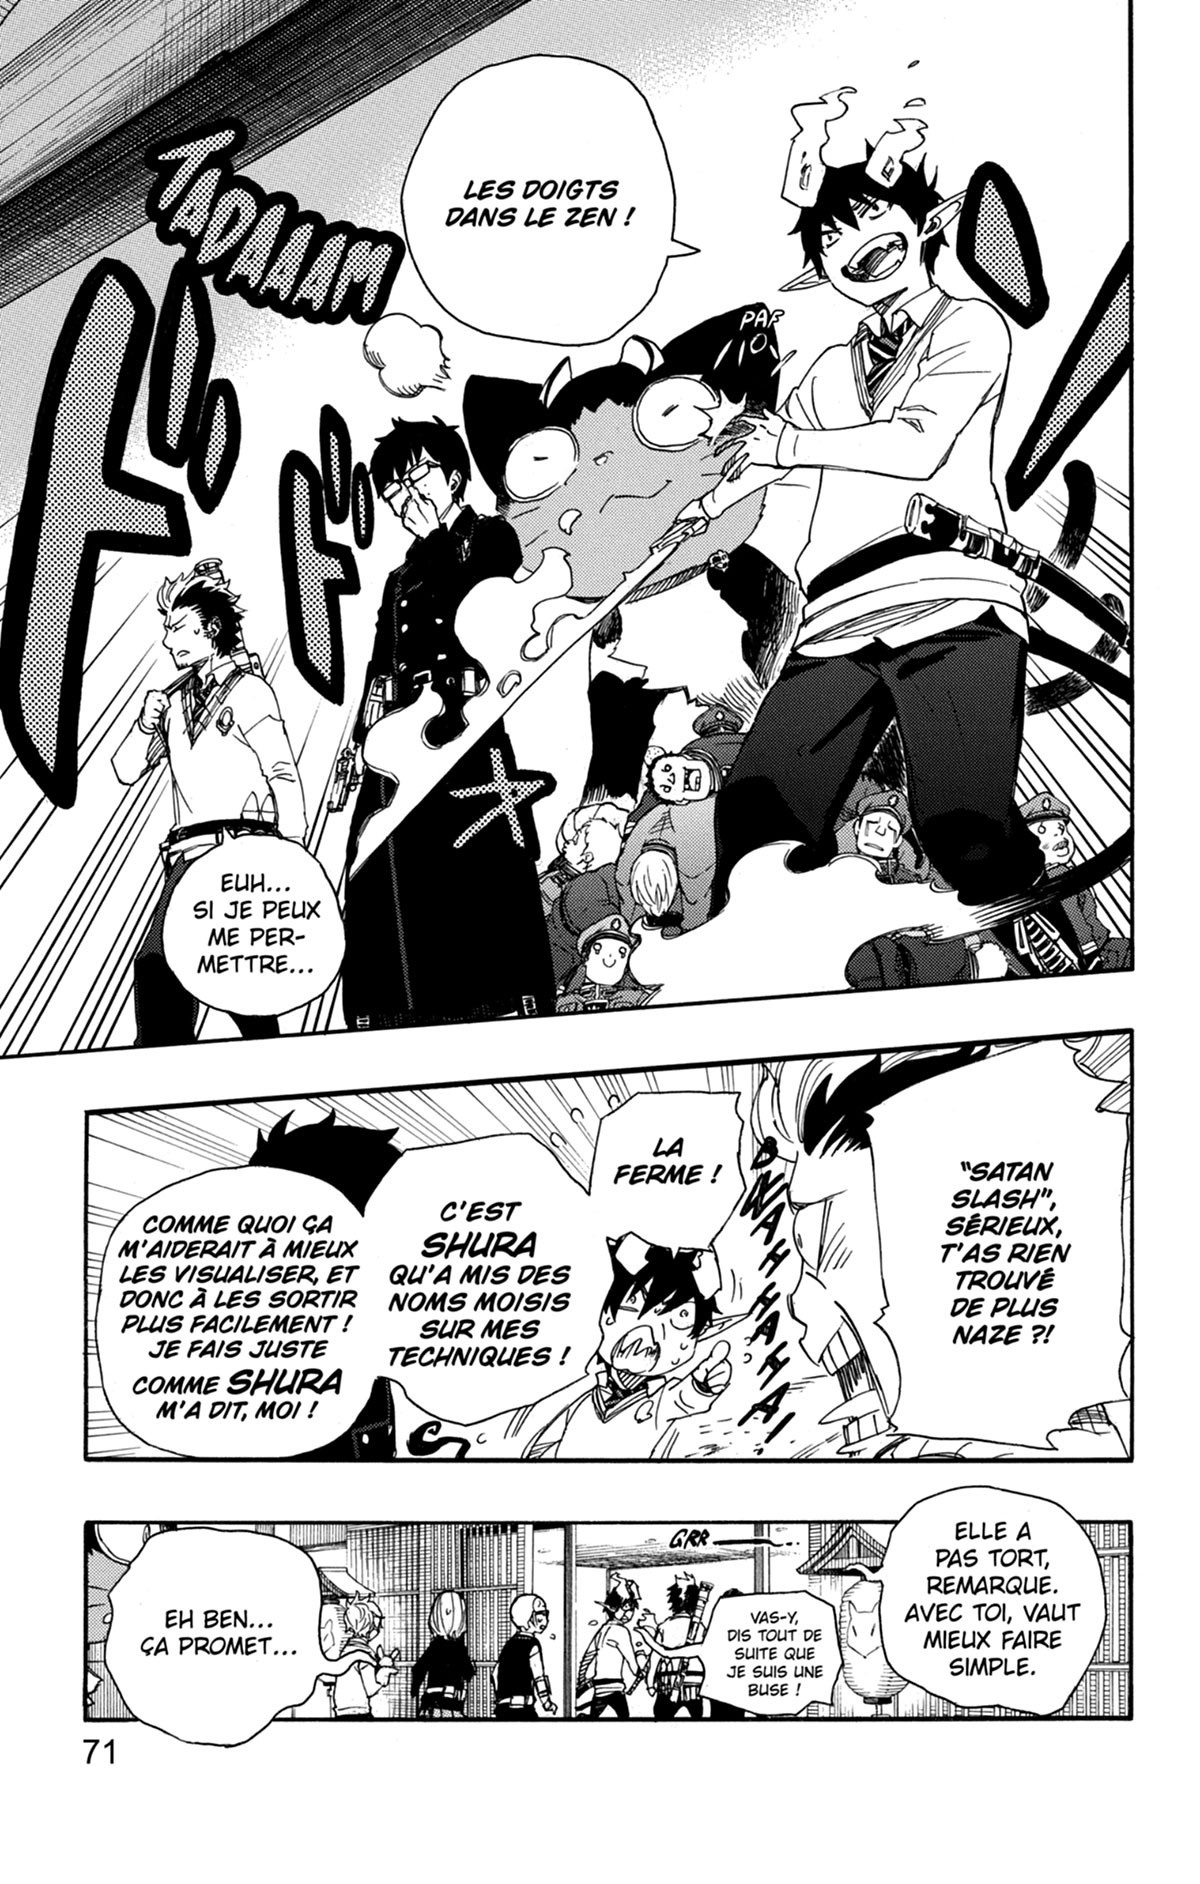 LES DOIGTS
DANS LE ZEN !
PAF
TADAAAAM
ド
ド
EUH...
SI JE PEUX
ME PER-
METTRE...
“SATAN
SLASH”,
SÉRIEUX,
T'AS RIEN
TROUVÉ
DE PLUS
NAZE ?!
BWAHHAHAHA!
LA
FERME !
C'EST
SHURA
QU'A MIS DES
NOMS MOISIS
SUR MES
TECHNIQUES !
COMME QUOI ÇA
M'AIDERAIT À MIEUX
LES VISUALISER, ET
DONC À LES SORTIR
PLUS FACILEMENT !
JE FAIS JUSTE
COMME SHURA
M'A DIT, MOI !
ELLE A
PAS TORT,
REMARQUE.
AVEC TOI, VAUT
MIEUX FAIRE
SIMPLE.
GRR
VAS-Y,
DIS TOUT DE
SUITE QUE
JE SUIS UNE
BUSE !
EH BEN...
ÇA PROMET...
71